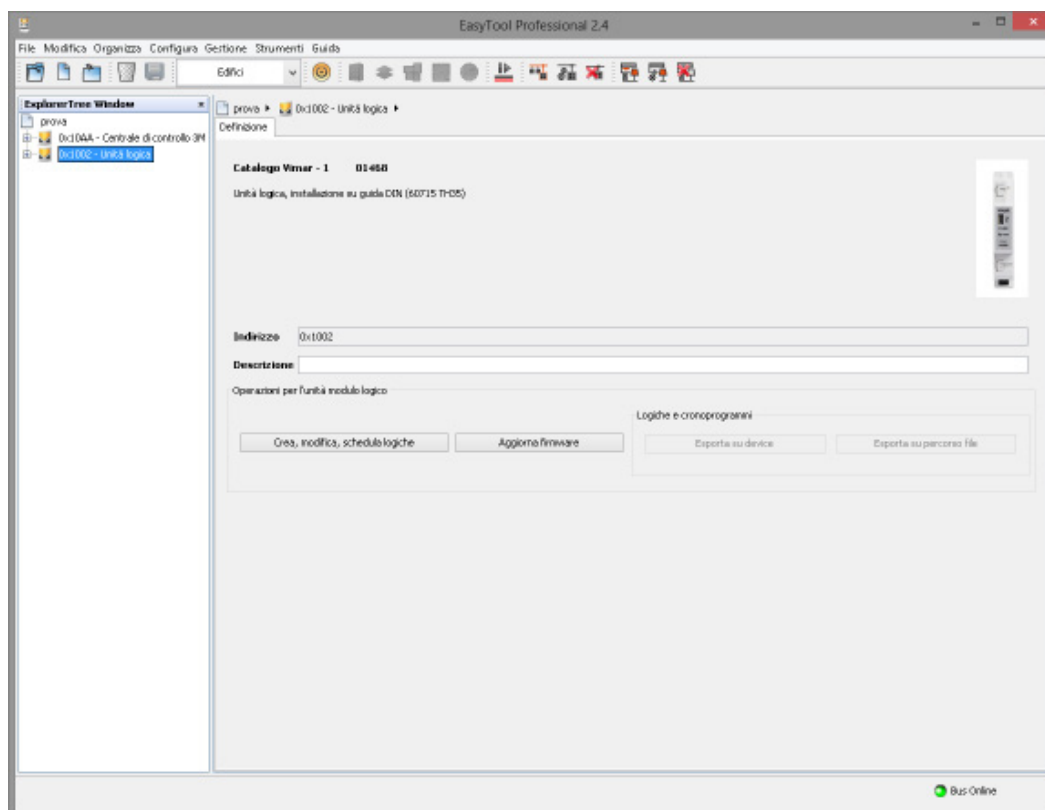 EasyTool Professional 2.4
File Modifica Organizza Configura Gestione Strumenti Guida
Edifici
ExplorerTree Window
prova
0x10AA - Centrale di controllo 3M
0x1002 - Unità logica
prova 0x1002 - Unità logica
Definizione
Catalogo Vimar - 1 01468
Unità logica, installazione su guida DIN (60715 TH35)
Indirizzo 0x1002
Descrizione
Operazioni per l'unità modulo logico
Logiche e cronoprogrammi
Crea, modifica, schedula logiche Aggiorna firmware Esporta su device Esporta su percorso file
Bus Online